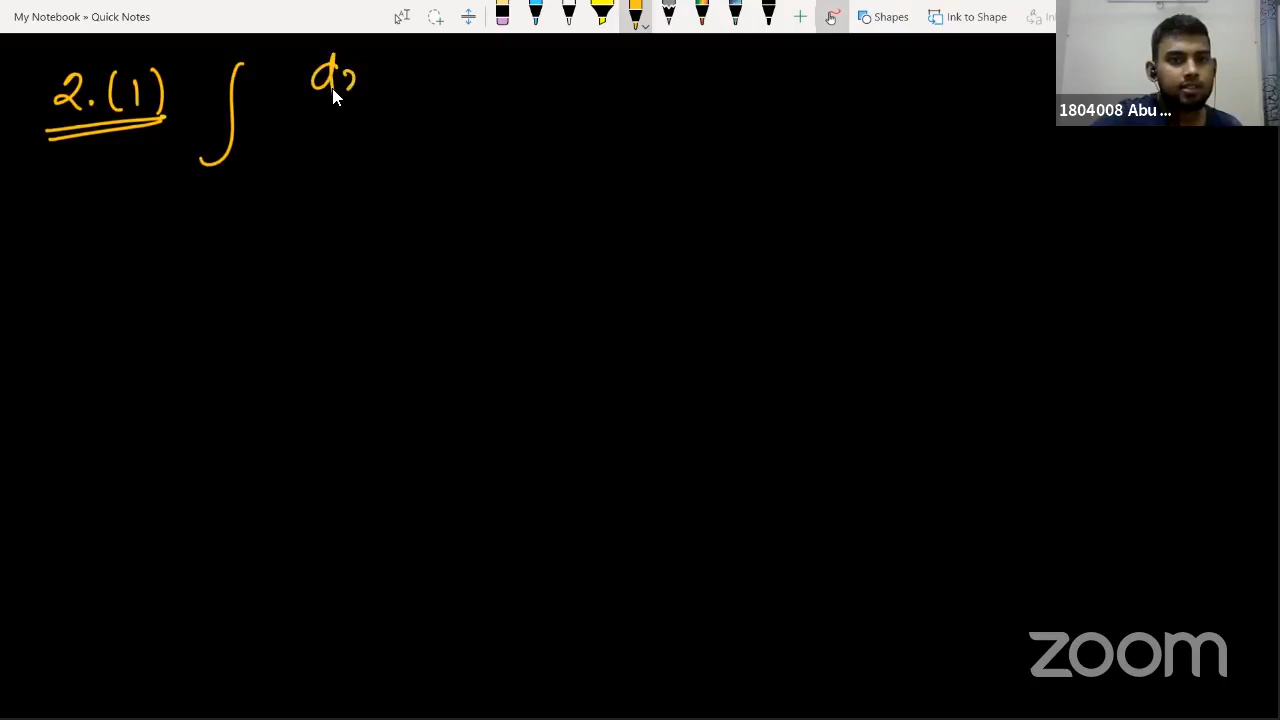 My Notebook » Quick Notes
Shapes
Ink to Shape
1804008 Abu ...
2. (1) ∫ d
zoom